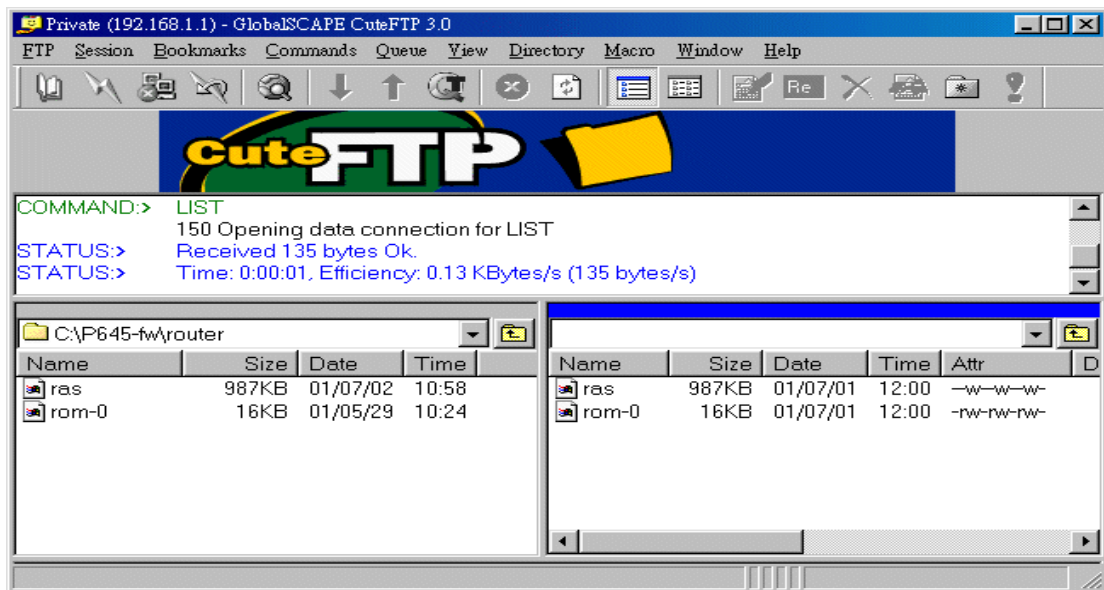 Private (192.168.1.1) - GlobalSCAPE CuteFTP 3.0
FTP Session Bookmarks Commands Queue View Directory Macro Window Help
Re
cute FTP
COMMAND:> LIST
150 Opening data connection for LIST
STATUS:> Received 135 bytes Ok.
STATUS:> Time: 0:00:01, Efficiency: 0.13 KBytes/s (135 bytes/s)
C:\P645-fw\router
Name Size Date Time
ras 987KB 01/07/02 10:58
rom-0 16KB 01/05/29 10:24
Name Size Date Time Attr D
ras 987KB 01/07/01 12:00 --w--w--w-
rom-0 16KB 01/07/01 12:00 -rw-rw-rw-